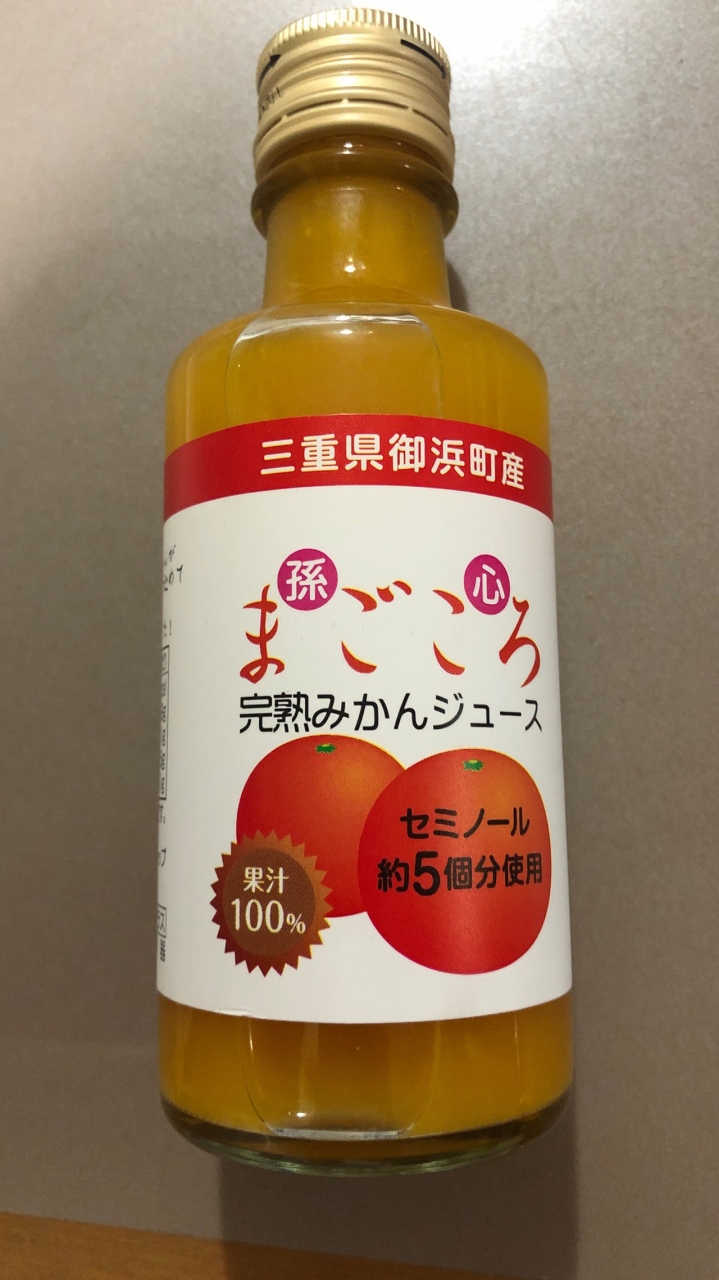 三重県御浜町産
孫 心
まごころ
完熟みかんジュース
セミノール
約5個分使用
果汁
100%